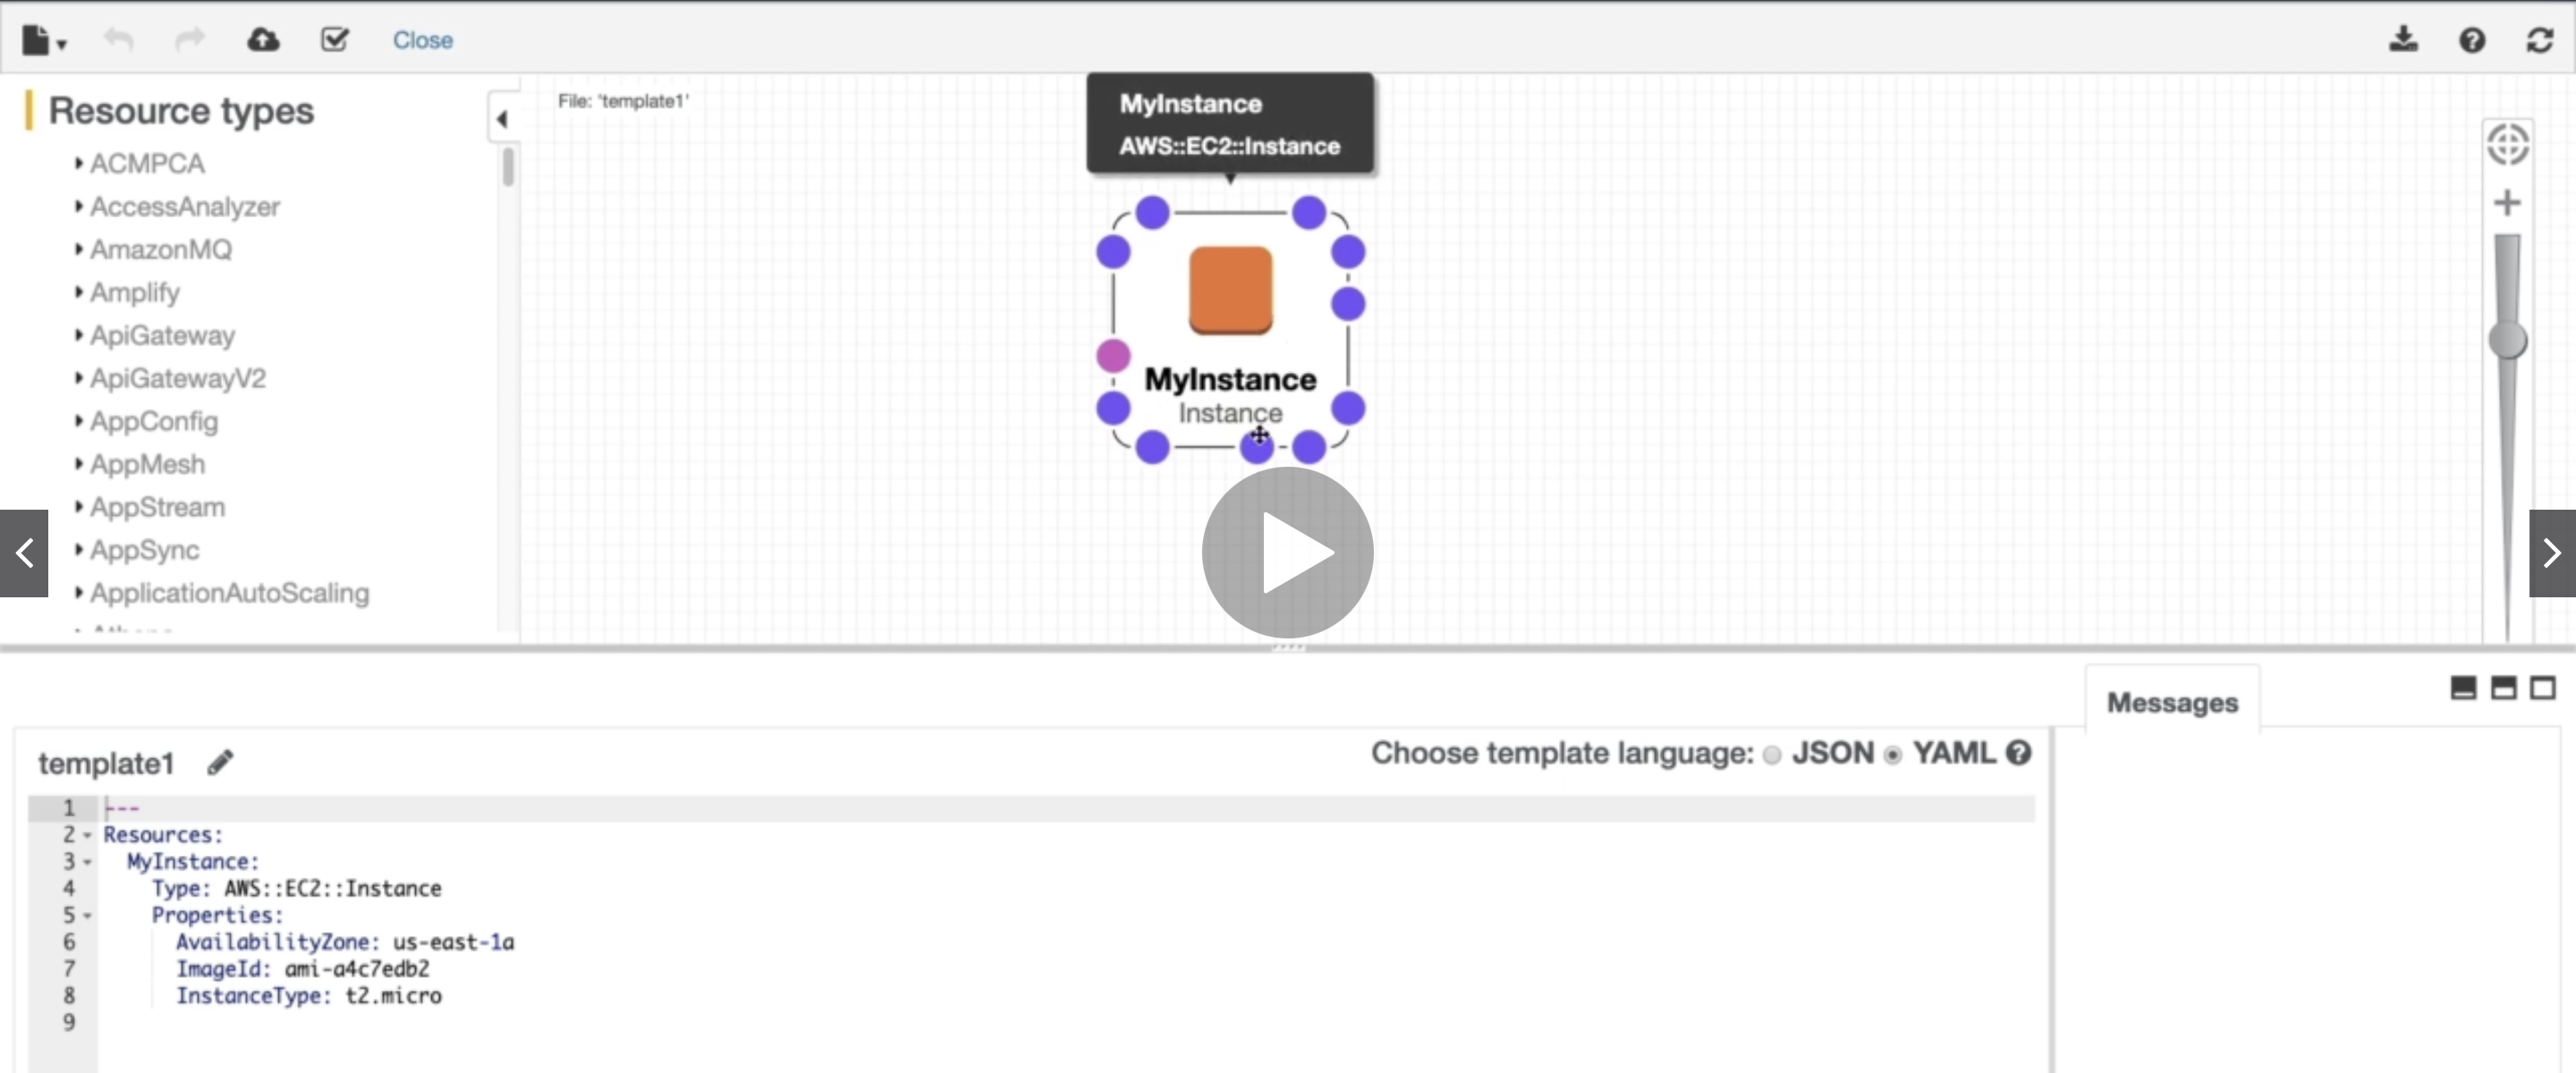 Close
Resource types
ACMPCA
AccessAnalyzer
AmazonMQ
Amplify
ApiGateway
ApiGatewayV2
AppConfig
AppMesh
AppStream
AppSync
ApplicationAutoScaling
File: 'template1'
MyInstance
AWS::EC2::Instance
MyInstance
Instance
Messages
template1
Choose template language: JSON YAML
1 ---
2 Resources:
3 MyInstance:
4 Type: AWS::EC2::Instance
5 Properties:
6 AvailabilityZone: us-east-1a
7 ImageId: ami-a4c7edb2
8 InstanceType: t2.micro
9